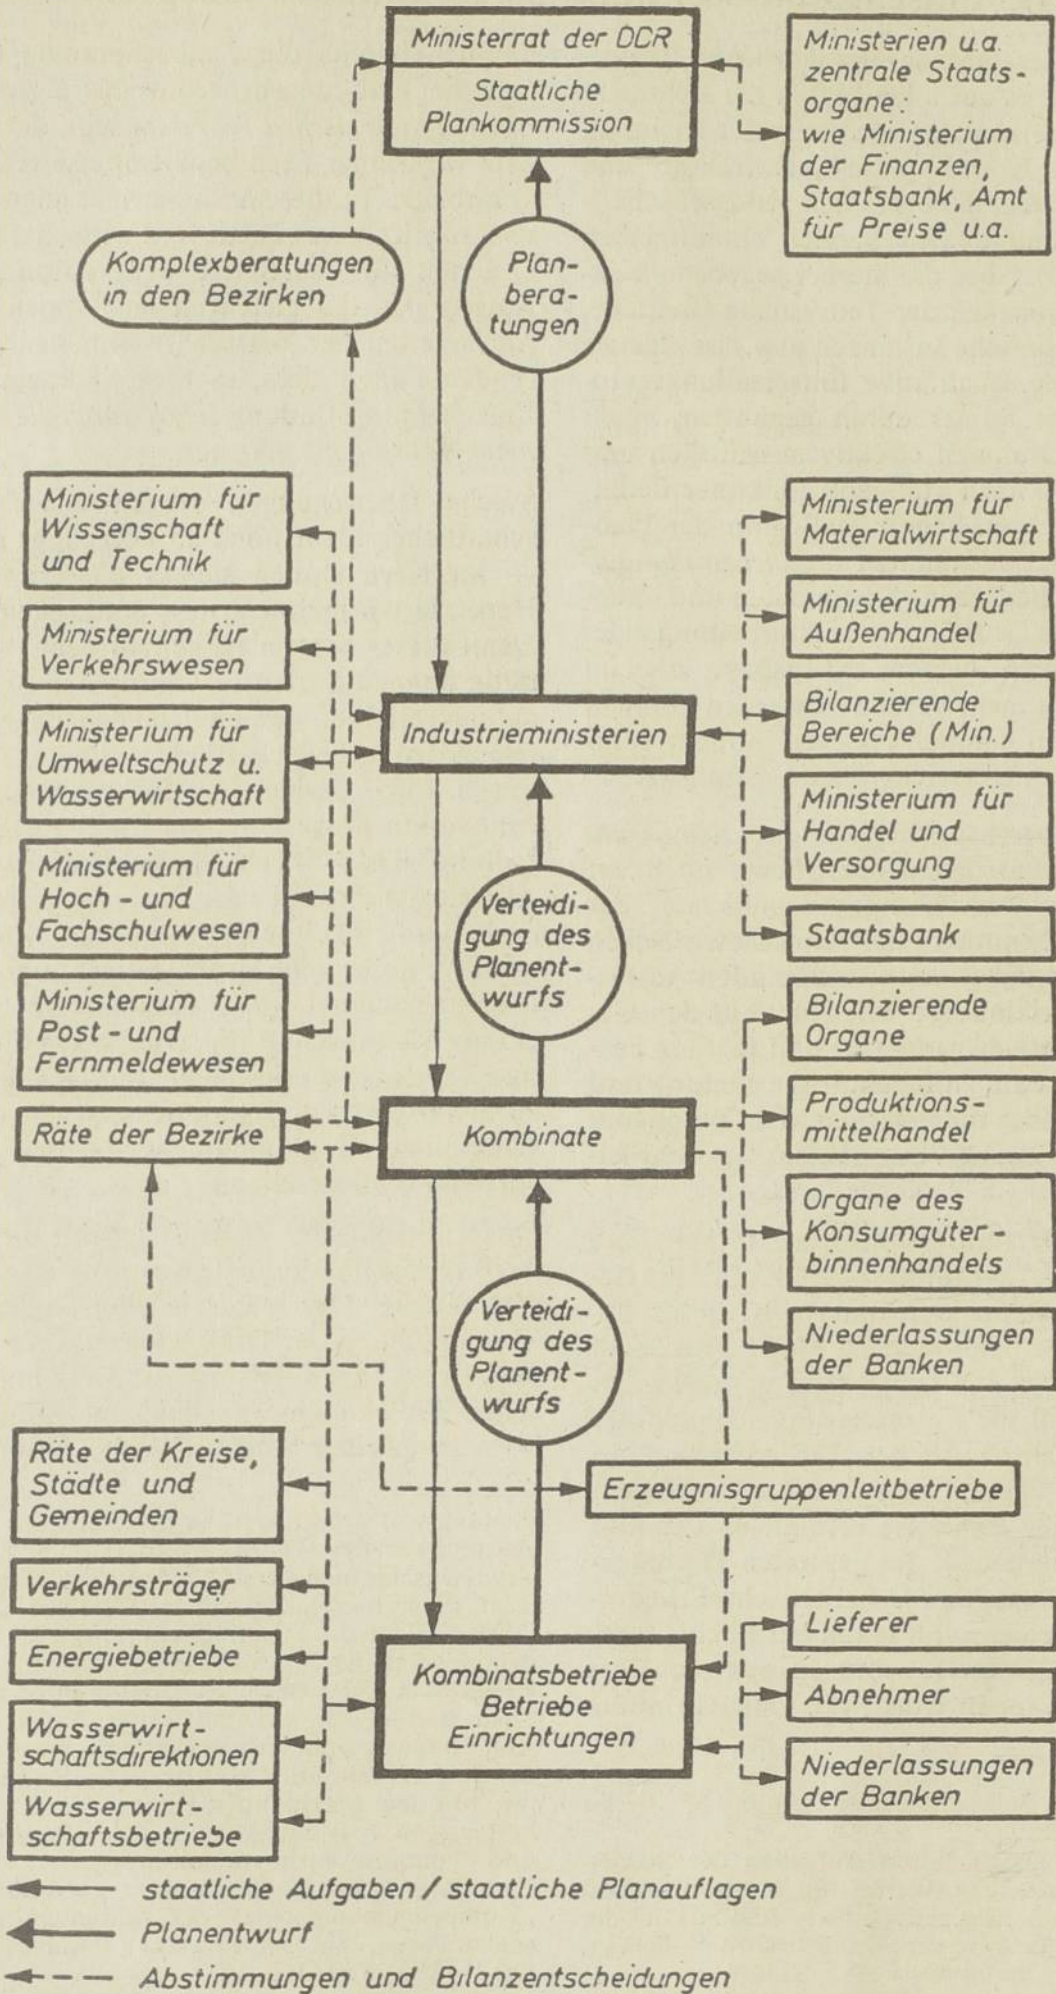 Ministerrat der DDR
Staatliche
Plankommission
Ministerien u.a.
zentrale Staats-
organe:
wie Ministerium
der Finanzen,
Staatsbank, Amt
für Preise u.a.
Komplexberatungen
in den Bezirken
Plan-
bera-
tungen
Ministerium für
Wissenschaft
und Technik
Ministerium für
Verkehrswesen
Ministerium für
Umweltschutz u.
Wasserwirtschaft
Ministerium für
Hoch- und
Fachschulwesen
Ministerium für
Post- und
Fernmeldewesen
Räte der Bezirke
Industrieministerien
Ministerium für
Materialwirtschaft
Ministerium für
Außenhandel
Bilanzierende
Bereiche (Min.)
Ministerium für
Handel und
Versorgung
Staatsbank
Verteidi-
gung des
Planent-
wurfs
Kombinate
Bilanzierende
Organe
Produktions-
mittelhandel
Organe des
Konsumgüter-
binnenhandels
Niederlassungen
der Banken
Verteidi-
gung des
Planent-
wurfs
Erzeugnisgruppenleitbetriebe
Räte der Kreise,
Städte und
Gemeinden
Verkehrsträger
Energiebetriebe
Wasserwirt-
schaftsdirektionen
Wasserwirt-
schaftsbetriebe
Kombinatsbetriebe
Betriebe
Einrichtungen
Lieferer
Abnehmer
Niederlassungen
der Banken
staatliche Aufgaben / staatliche Planauflagen
Planentwurf
Abstimmungen und Bilanzentscheidungen